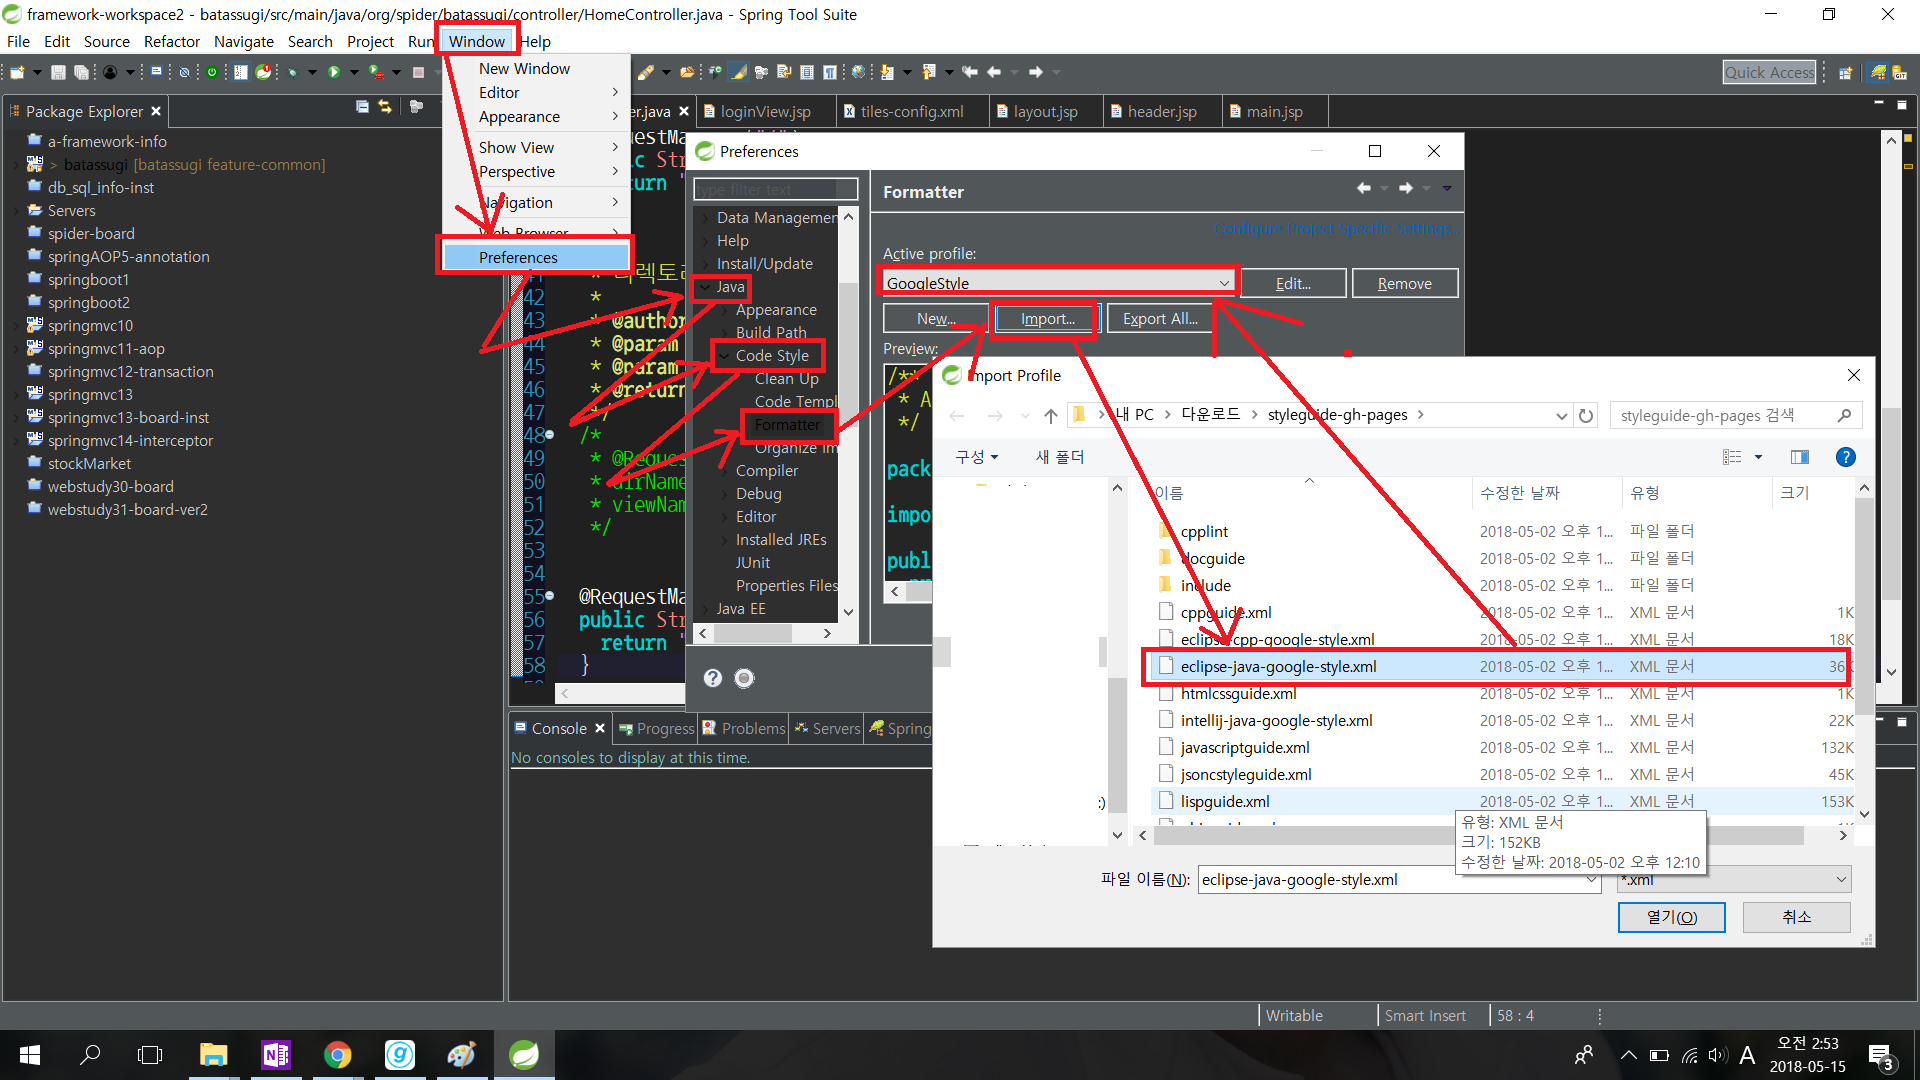 framework-workspace2 - batassugi/src/main/java/org/spider/batassugi/controller/HomeController.java - Spring Tool Suite
File Edit Source Refactor Navigate Search Project Run Window Help
Quick Access
New Window
Editor
Appearance
Show View
Perspective
Navigation
Web Browser
Preferences
Package Explorer
a-framework-info
> batassugi [batassugi feature-common]
db_sql_info-inst
Servers
spider-board
springAOP5-annotation
springboot1
springboot2
springmvc10
springmvc11-aop
springmvc12-transaction
springmvc13
springmvc13-board-inst
springmvc14-interceptor
stockMarket
webstudy30-board
webstudy31-board-ver2
er.java
loginView.jsp
tiles-config.xml
layout.jsp
header.jsp
main.jsp
42 *
43 * @author
44 * @param
45 * @param
46 * @return
47 */
48 /*
49 * @Reques
50 * dirName
51 * viewNam
52 */
53
54
55 @RequestMa
56 public Str
57 return "
58 }
Preferences
type filter text
Data Managemen
Help
Install/Update
Java
Appearance
Build Path
Code Style
Clean Up
Code Templ
Formatter
Organize Im
Compiler
Debug
Editor
Installed JREs
JUnit
Properties Files
Java EE
Formatter
Configure Project Specific Settings...
Active profile:
GoogleStyle
Edit...
Remove
New...
Import...
Export All...
Preview:
/**
* A
*/
pack
impo
publ
Import Profile
내 PC
다운로드
styleguide-gh-pages
styleguide-gh-pages 검색
구성
새 폴더
이름 수정한 날짜 유형 크기
cpplint 2018-05-02 오후 1... 파일 폴더
docguide 2018-05-02 오후 1... 파일 폴더
include 2018-05-02 오후 1... 파일 폴더
cppguide.xml 2018-05-02 오후 1... XML 문서 1K
eclipse-cpp-google-style.xml 2018-05-02 오후 1... XML 문서 18K
eclipse-java-google-style.xml 2018-05-02 오후 1... XML 문서 36K
htmlcssguide.xml 2018-05-02 오후 1... XML 문서 1K
intellij-java-google-style.xml 2018-05-02 오후 1... XML 문서 22K
javascriptguide.xml 2018-05-02 오후 1... XML 문서 132K
jsoncstyleguide.xml 2018-05-02 오후 1... XML 문서 45K
lispguide.xml 2018-05-02 오후 1... XML 문서 153K
:)
유형: XML 문서
크기: 152KB
수정한 날짜: 2018-05-02 오후 12:10
파일 이름(N): eclipse-java-google-style.xml
*.xml
열기(O)
취소
Console
Progress
Problems
Servers
Spring
No consoles to display at this time.
Writable
Smart Insert
58 : 4
A
오전 2:53
2018-05-15
3